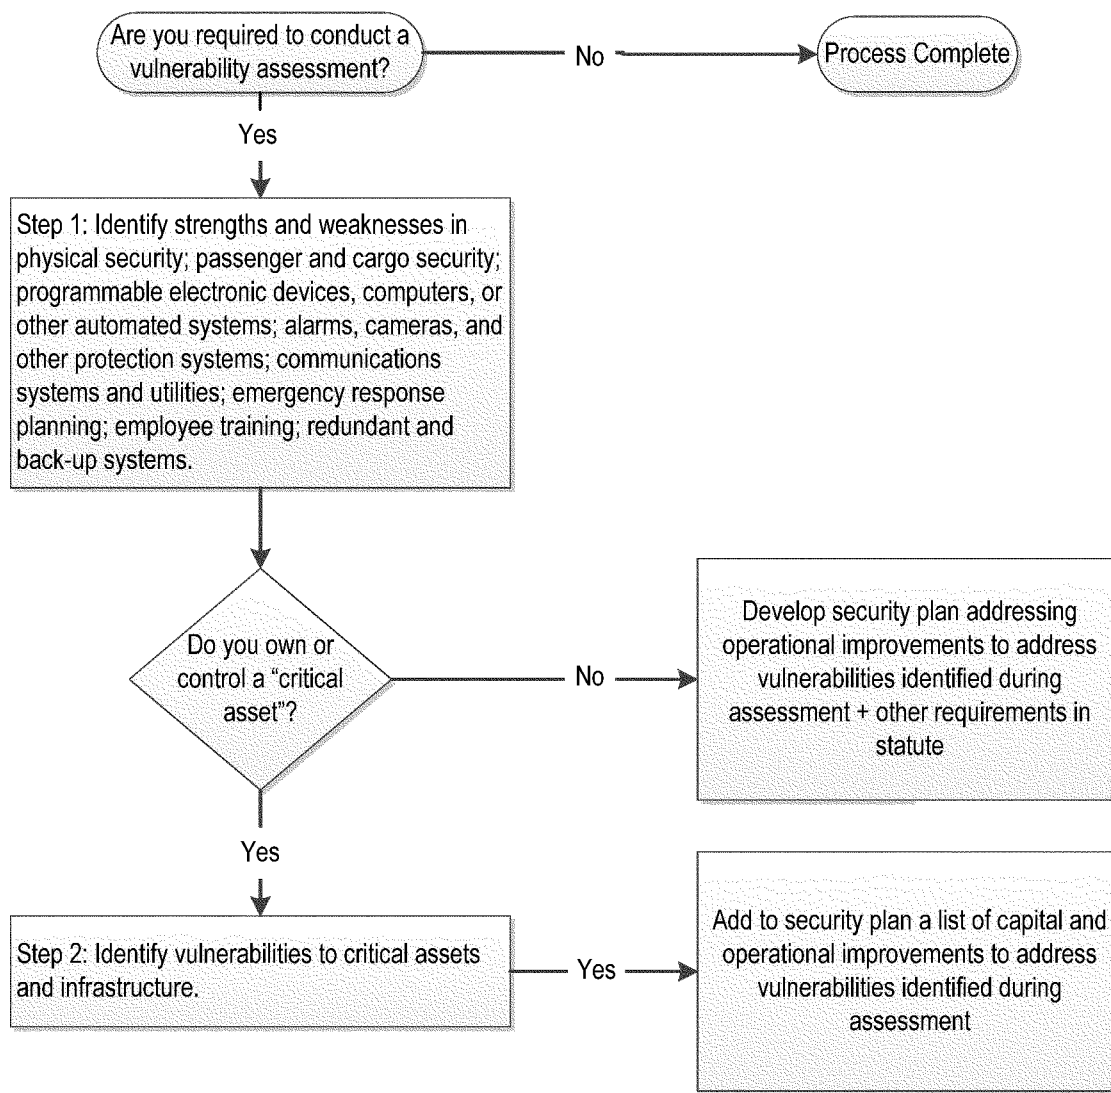 Are you required to conduct a
vulnerability assessment?
No
Process Complete
Yes
Step 1: Identify strengths and weaknesses in
physical security; passenger and cargo security;
programmable electronic devices, computers, or
other automated systems; alarms, cameras, and
other protection systems; communications
systems and utilities; emergency response
planning; employee training; redundant and
back-up systems.
Do you own or
control a “critical
asset”?
No
Develop security plan addressing
operational improvements to address
vulnerabilities identified during
assessment + other requirements in
statute
Yes
Step 2: Identify vulnerabilities to critical assets
and infrastructure.
Yes
Add to security plan a list of capital and
operational improvements to address
vulnerabilities identified during
assessment